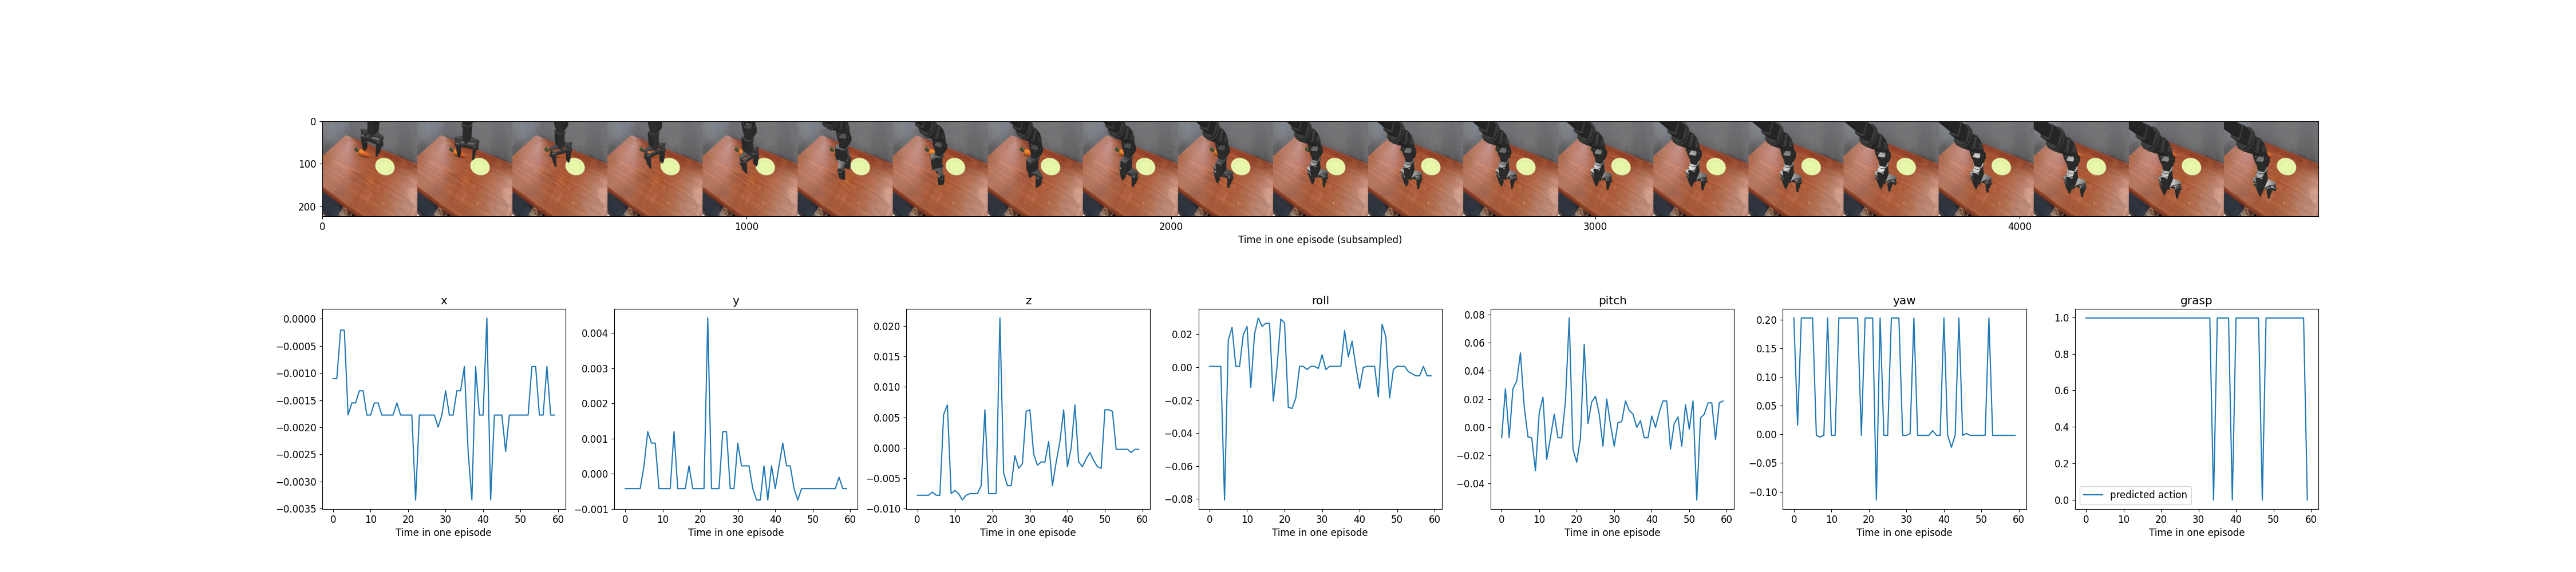 0
100
200
0 1000 2000 3000 4000
Time in one episode (subsampled)
x
0.0000
−0.0005
−0.0010
−0.0015
−0.0020
−0.0025
−0.0030
−0.0035
0 10 20 30 40 50 60
Time in one episode
y
0.004
0.003
0.002
0.001
0.000
−0.001
0 10 20 30 40 50 60
Time in one episode
z
0.020
0.015
0.010
0.005
0.000
−0.005
−0.010
0 10 20 30 40 50 60
Time in one episode
roll
0.02
0.00
−0.02
−0.04
−0.06
−0.08
0 10 20 30 40 50 60
Time in one episode
pitch
0.08
0.06
0.04
0.02
0.00
−0.02
−0.04
0 10 20 30 40 50 60
Time in one episode
yaw
0.20
0.15
0.10
0.05
0.00
−0.05
−0.10
0 10 20 30 40 50 60
Time in one episode
grasp
1.0
0.8
0.6
0.4
0.2
0.0
predicted action
0 10 20 30 40 50 60
Time in one episode